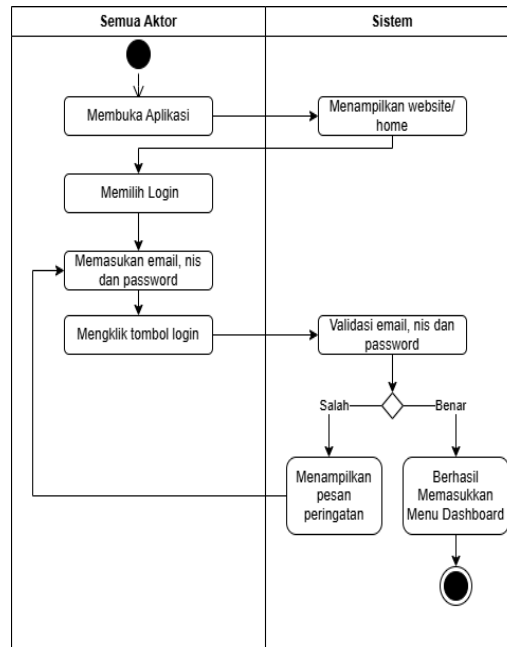 Semua Aktor
Sistem
Membuka Aplikasi
Menampilkan website/
home
Memilih Login
Memasukan email, nis
dan password
Mengklik tombol login
Validasi email, nis dan
password
Salah
Benar
Menampilkan
pesan
peringatan
Berhasil
Memasukkan
Menu Dashboard